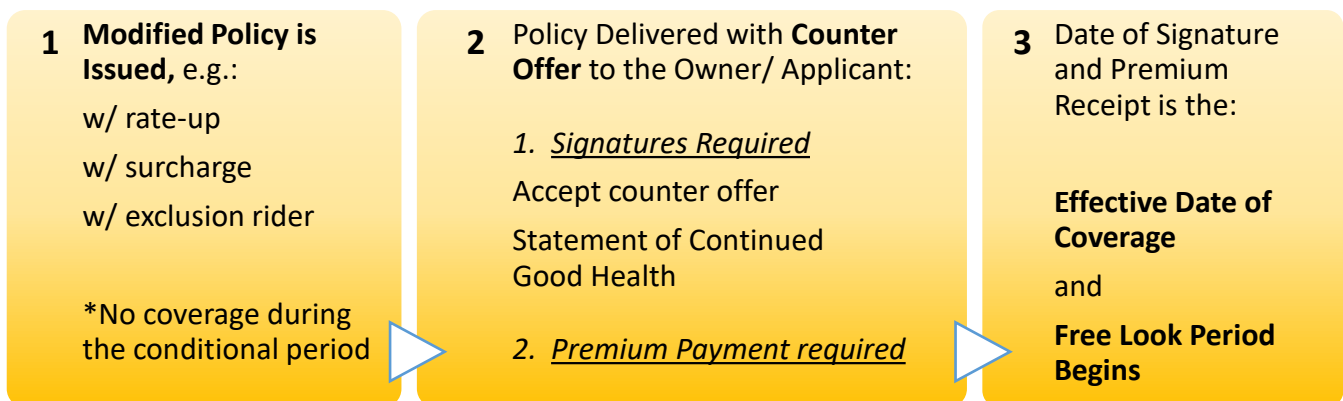 1 Modified Policy is
Issued, e.g.:
w/ rate-up
w/ surcharge
w/ exclusion rider
*No coverage during
the conditional period
2 Policy Delivered with Counter
Offer to the Owner/ Applicant:
1. Signatures Required
Accept counter offer
Statement of Continued
Good Health
2. Premium Payment required
3 Date of Signature
and Premium
Receipt is the:
Effective Date of
Coverage
and
Free Look Period
Begins